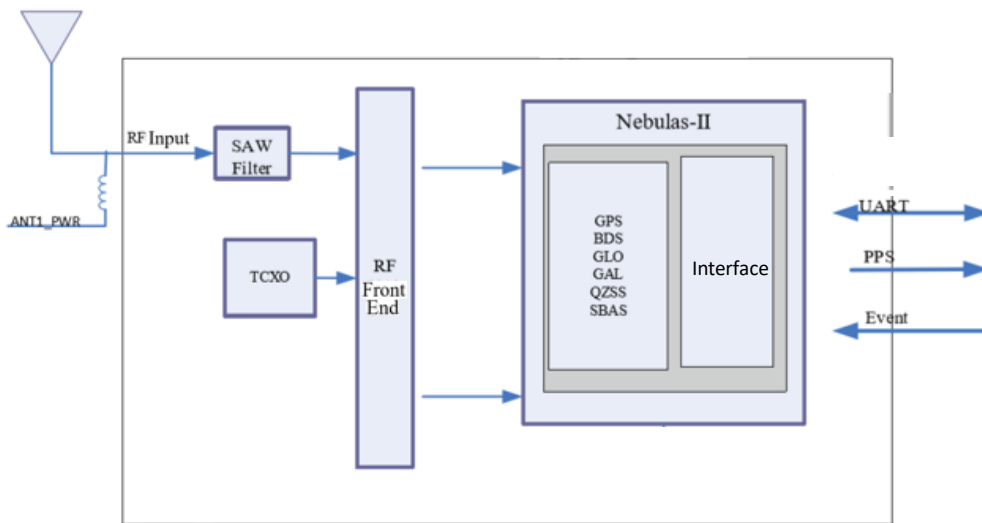 RF Input
ANT1_PWR
SAW
Filter
TCXO
RF
Front
End
Nebulas-II
GPS
BDS
GLO
GAL
QZSS
SBAS
Interface
UART
PPS
Event